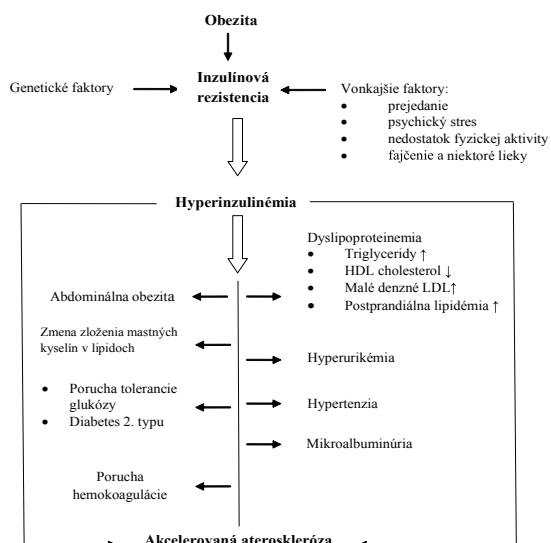 Obezita
Genetické faktory
Inzulínová
rezistencia
Vonkajšie faktory:
• prejedanie
• psychický stres
• nedostatok fyzickej aktivity
• fajčenie a niektoré lieky
Hyperinzulinémia
Dyslipoproteinemia
• Triglyceridy ↑
• HDL cholesterol ↓
• Malé denzné LDL↑
• Postprandiálna lipidémia ↑
Abdominálna obezita
Zmena zloženia mastných
kyselín v lipidoch
Hyperurikémia
• Porucha tolerancie
glukózy
• Diabetes 2. typu
Hypertenzia
Mikroalbuminúria
Porucha
hemokoagulácie
Akcelerovaná ateroskleróza